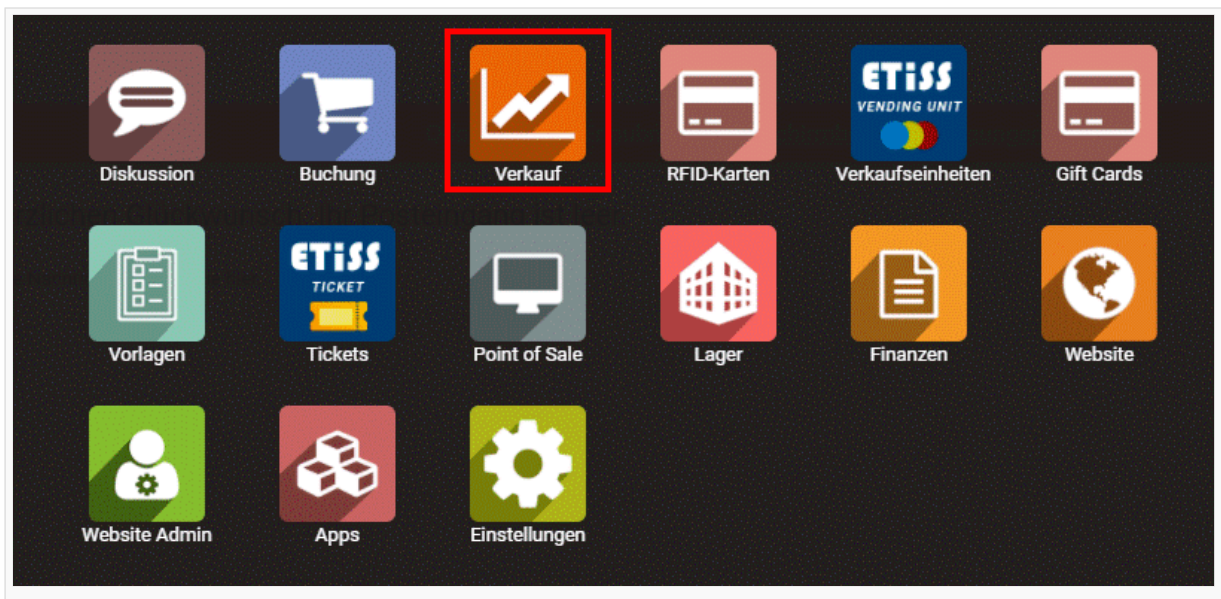 Diskussion
Buchung
Verkauf
RFID-Karten
ETiSS
VENDING UNIT
Verkaufseinheiten
Gift Cards
Vorlagen
ETiSS
TICKET
Tickets
Point of Sale
Lager
Finanzen
Website
Website Admin
Apps
Einstellungen